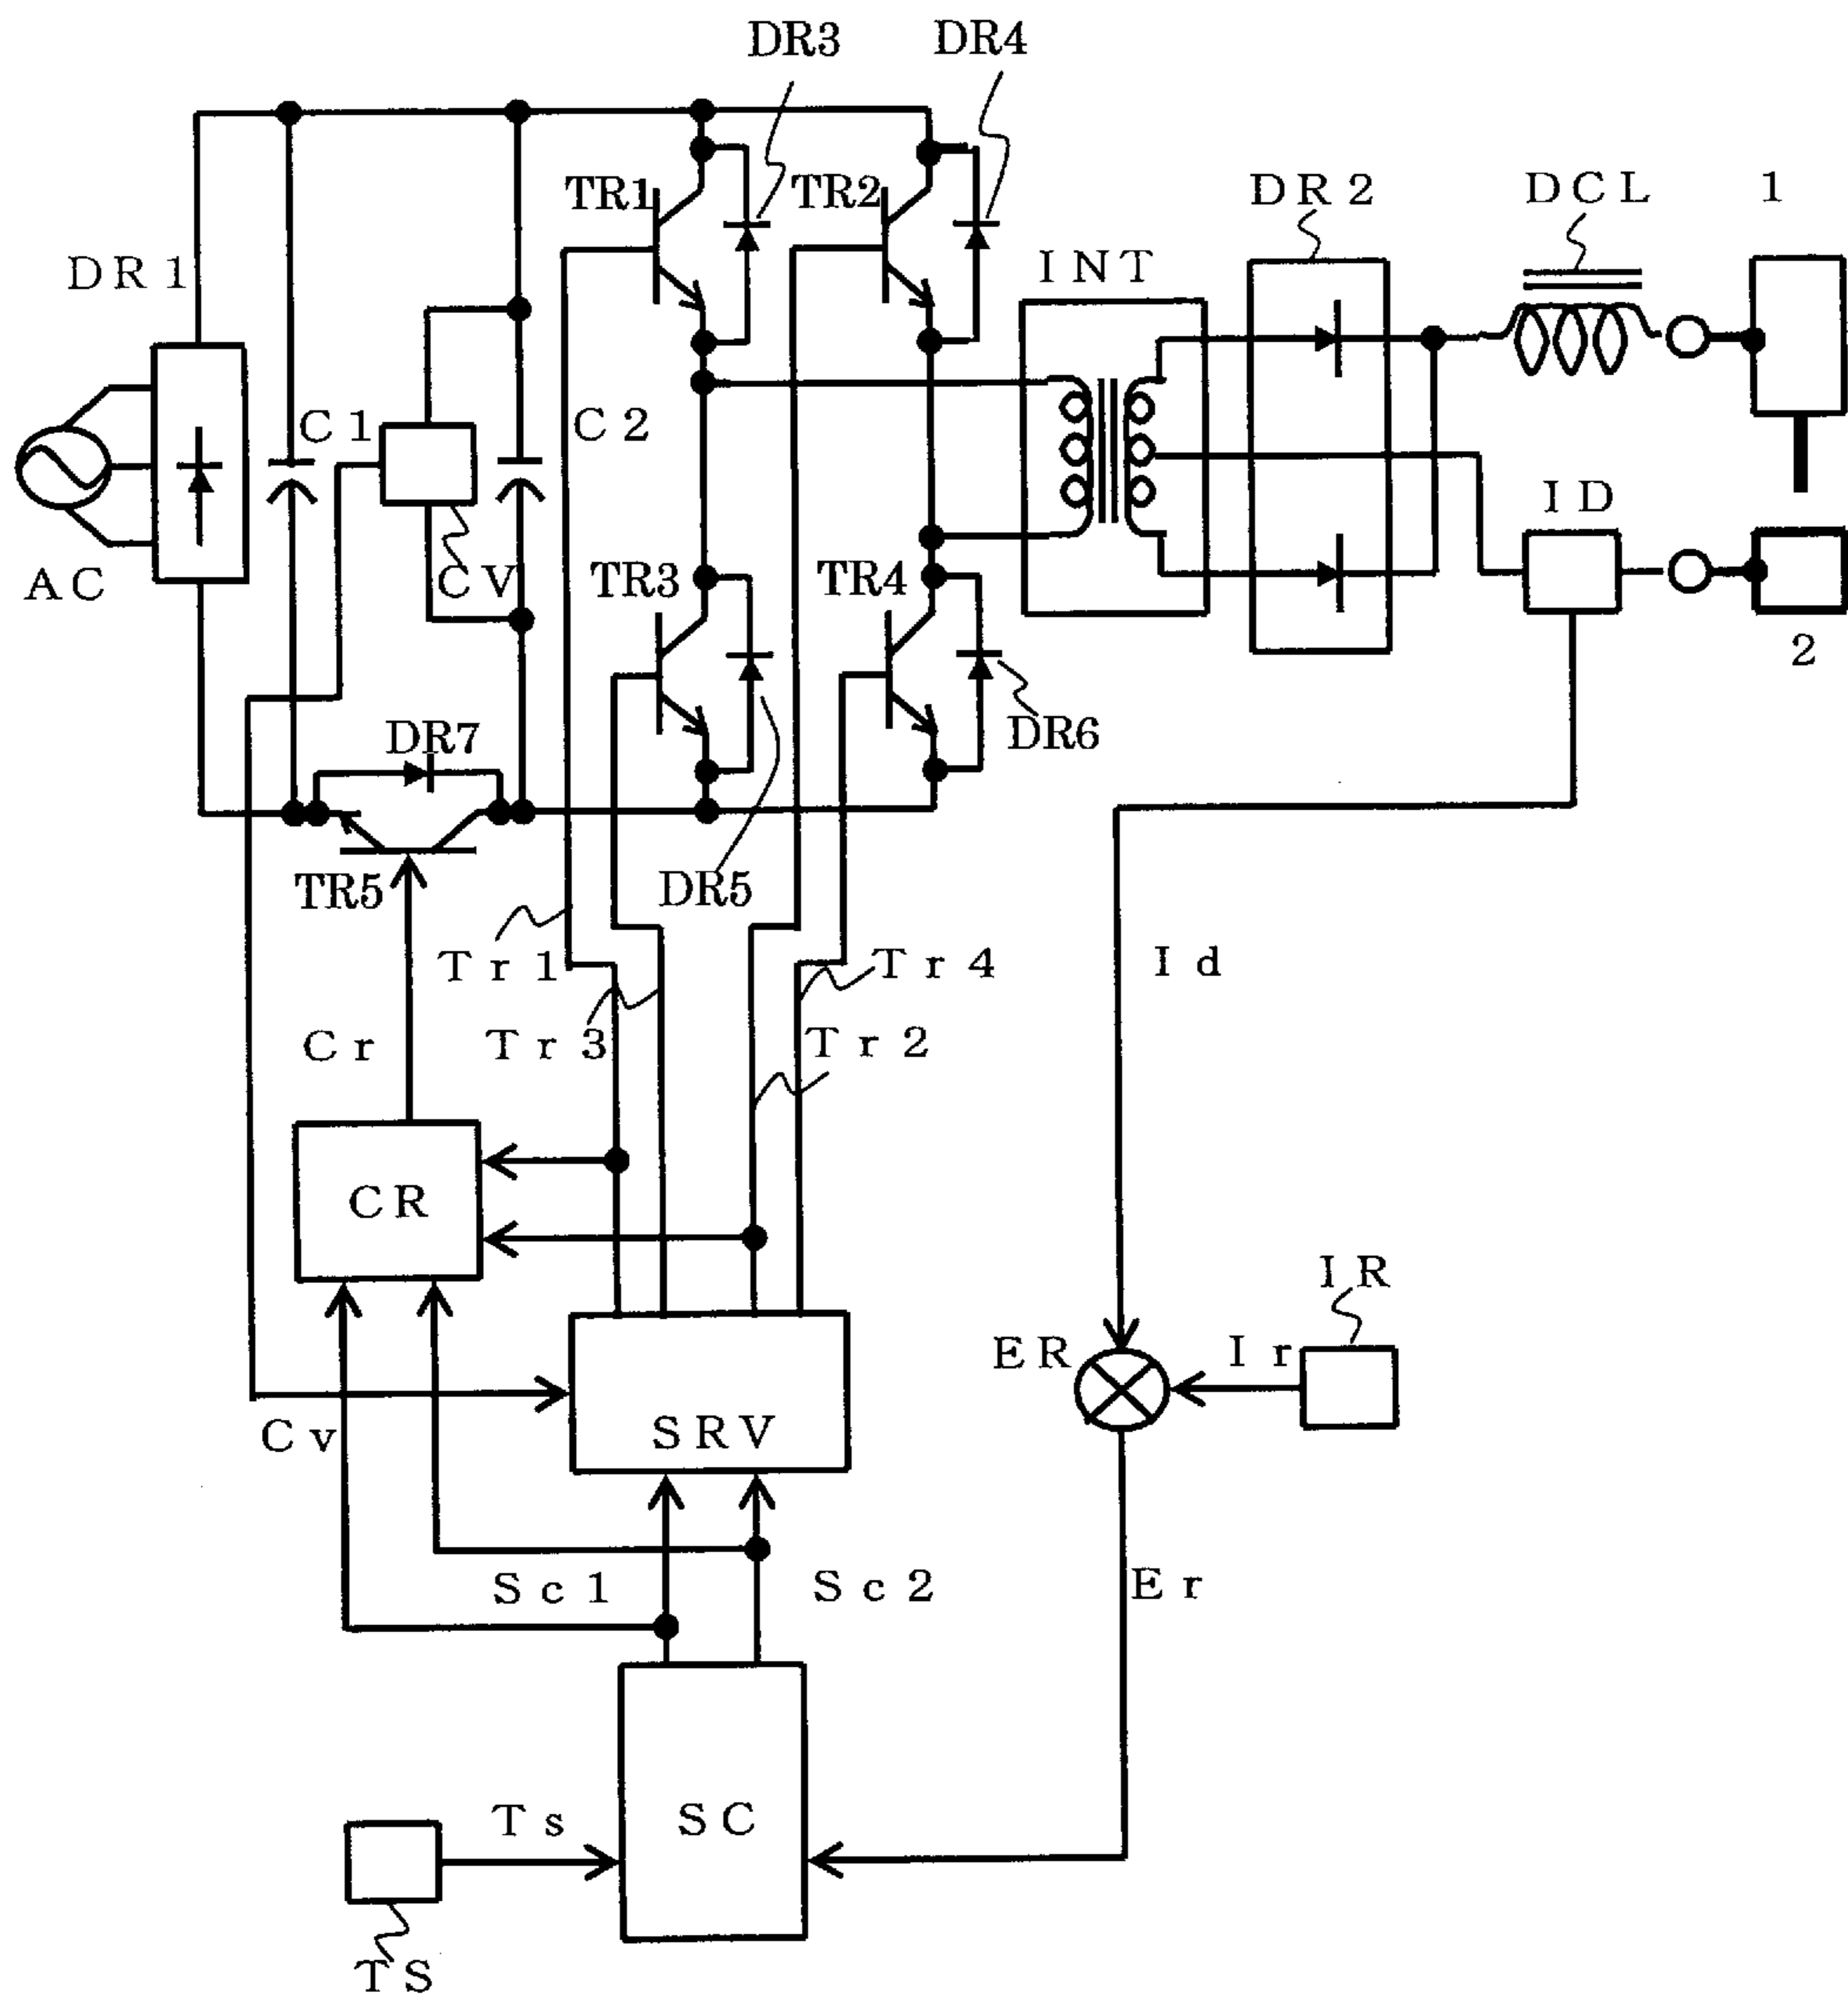 DR3
DR4
TR1
TR2
DR2
DCL
1
DR1
INT
C1
C2
ID
AC
CV
TR3
TR4
2
DR7
DR6
TR5
DR5
Tr1
Tr4
Id
Cr
Tr3
Tr2
CR
IR
ER
Ir
Cv
SRV
Sc1
Sc2
Er
Ts
SC
TS